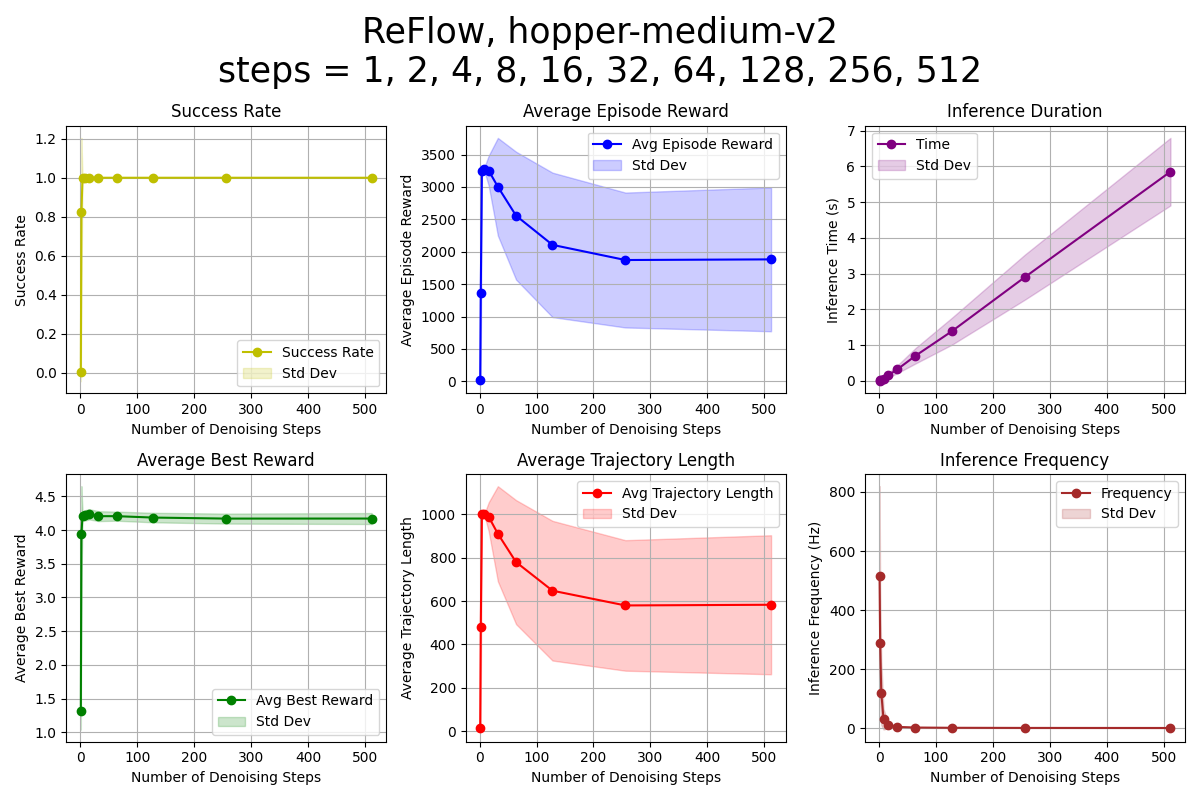 ReFlow, hopper-medium-v2
steps = 1, 2, 4, 8, 16, 32, 64, 128, 256, 512
Success Rate
1.2
1.0
0.8
0.6
0.4
0.2
0.0
Success Rate
Success Rate
Std Dev
0 100 200 300 400 500
Number of Denoising Steps
Average Episode Reward
3500
3000
2500
2000
1500
1000
500
0
Average Episode Reward
Avg Episode Reward
Std Dev
0 100 200 300 400 500
Number of Denoising Steps
Inference Duration
7
6
5
4
3
2
1
0
Inference Time (s)
Time
Std Dev
0 100 200 300 400 500
Number of Denoising Steps
Average Best Reward
4.5
4.0
3.5
3.0
2.5
2.0
1.5
1.0
Average Best Reward
Avg Best Reward
Std Dev
0 100 200 300 400 500
Number of Denoising Steps
Average Trajectory Length
1000
800
600
400
200
0
Average Trajectory Length
Avg Trajectory Length
Std Dev
0 100 200 300 400 500
Number of Denoising Steps
Inference Frequency
800
600
400
200
0
Inference Frequency (Hz)
Frequency
Std Dev
0 100 200 300 400 500
Number of Denoising Steps